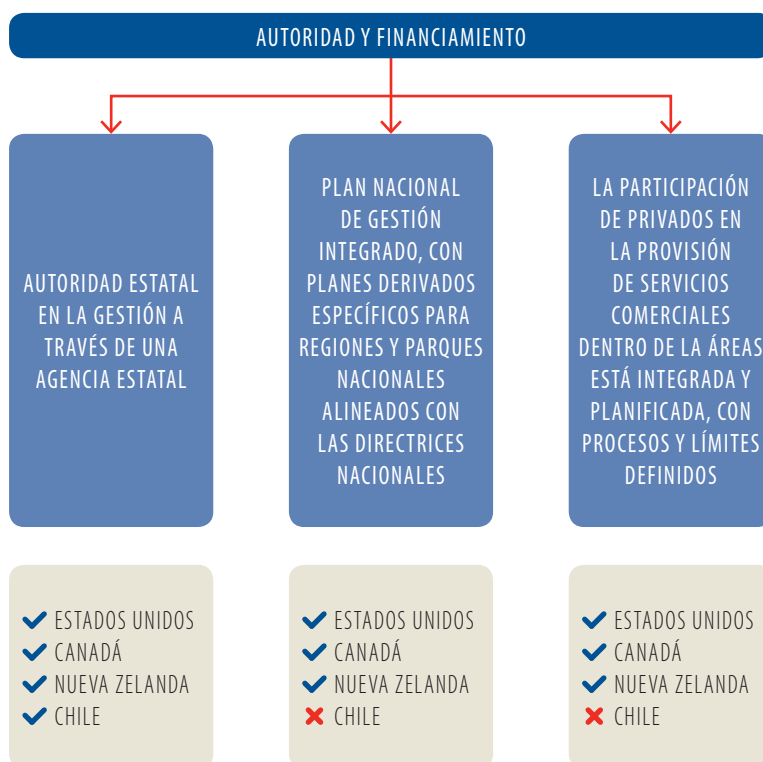 AUTORIDAD Y FINANCIAMIENTO
AUTORIDAD ESTATAL
EN LA GESTIÓN A
TRAVÉS DE UNA
AGENCIA ESTATAL
PLAN NACIONAL
DE GESTIÓN
INTEGRADO, CON
PLANES DERIVADOS
ESPECÍFICOS PARA
REGIONES Y PARQUES
NACIONALES
ALINEADOS CON
LAS DIRECTRICES
NACIONALES
LA PARTICIPACIÓN
DE PRIVADOS EN
LA PROVISIÓN
DE SERVICIOS
COMERCIALES
DENTRO DE LA ÁREAS
ESTÁ INTEGRADA Y
PLANIFICADA, CON
PROCESOS Y LÍMITES
DEFINIDOS
ESTADOS UNIDOS
CANADÁ
NUEVA ZELANDA
CHILE
ESTADOS UNIDOS
CANADÁ
NUEVA ZELANDA
CHILE
ESTADOS UNIDOS
CANADÁ
NUEVA ZELANDA
CHILE